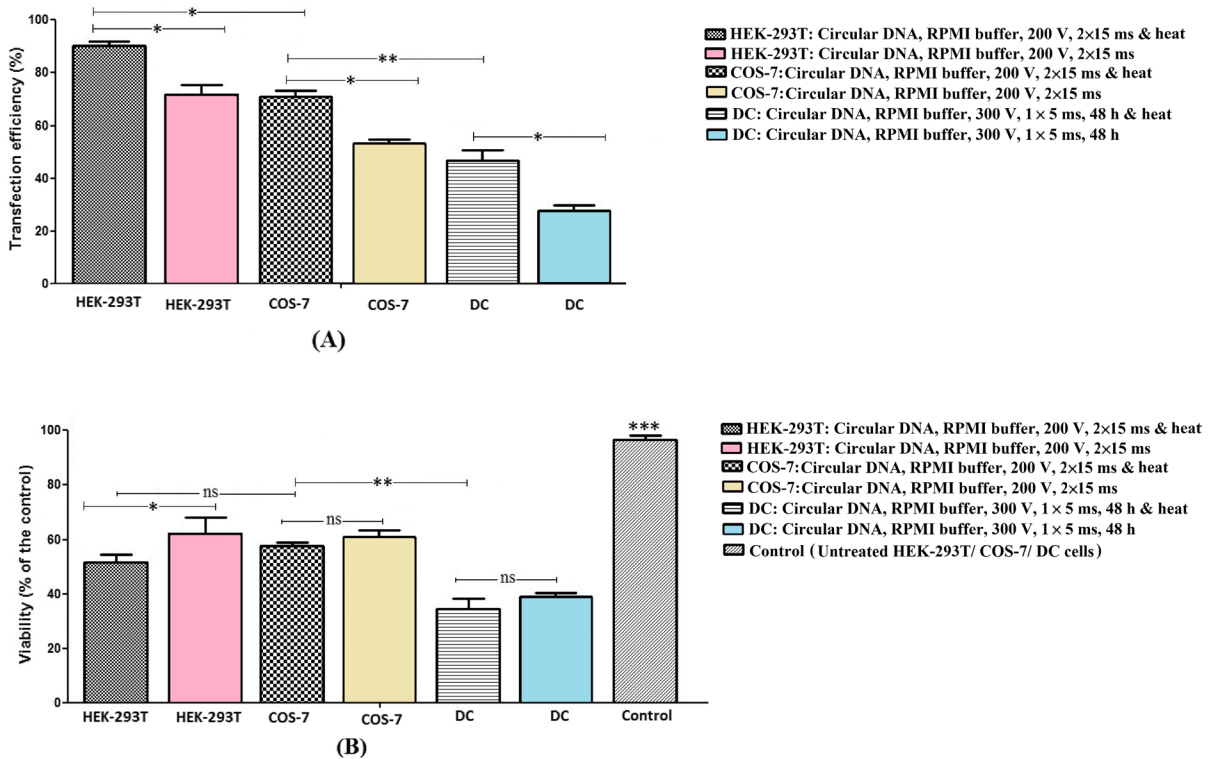 Transfection efficiency (%)
100
80
60
40
20
0
*
*
**
*
*
HEK-293T
HEK-293T
COS-7
COS-7
DC
DC
HEK-293T: Circular DNA, RPMI buffer, 200 V, 2×15 ms & heat
HEK-293T: Circular DNA, RPMI buffer, 200 V, 2×15 ms
COS-7:Circular DNA, RPMI buffer, 200 V, 2×15 ms & heat
COS-7:Circular DNA, RPMI buffer, 200 V, 2×15 ms
DC: Circular DNA, RPMI buffer, 300 V, 1 × 5 ms, 48 h & heat
DC: Circular DNA, RPMI buffer, 300 V, 1 × 5 ms, 48 h
(A)
Viability (% of the control)
100
80
60
40
20
0
***
ns
**
*
ns
ns
HEK-293T
HEK-293T
COS-7
COS-7
DC
DC
Control
HEK-293T: Circular DNA, RPMI buffer, 200 V, 2×15 ms & heat
HEK-293T: Circular DNA, RPMI buffer, 200 V, 2×15 ms
COS-7:Circular DNA, RPMI buffer, 200 V, 2×15 ms & heat
COS-7:Circular DNA, RPMI buffer, 200 V, 2×15 ms
DC: Circular DNA, RPMI buffer, 300 V, 1 × 5 ms, 48 h & heat
DC: Circular DNA, RPMI buffer, 300 V, 1 × 5 ms, 48 h
Control (Untreated HEK-293T/ COS-7/ DC cells)
(B)